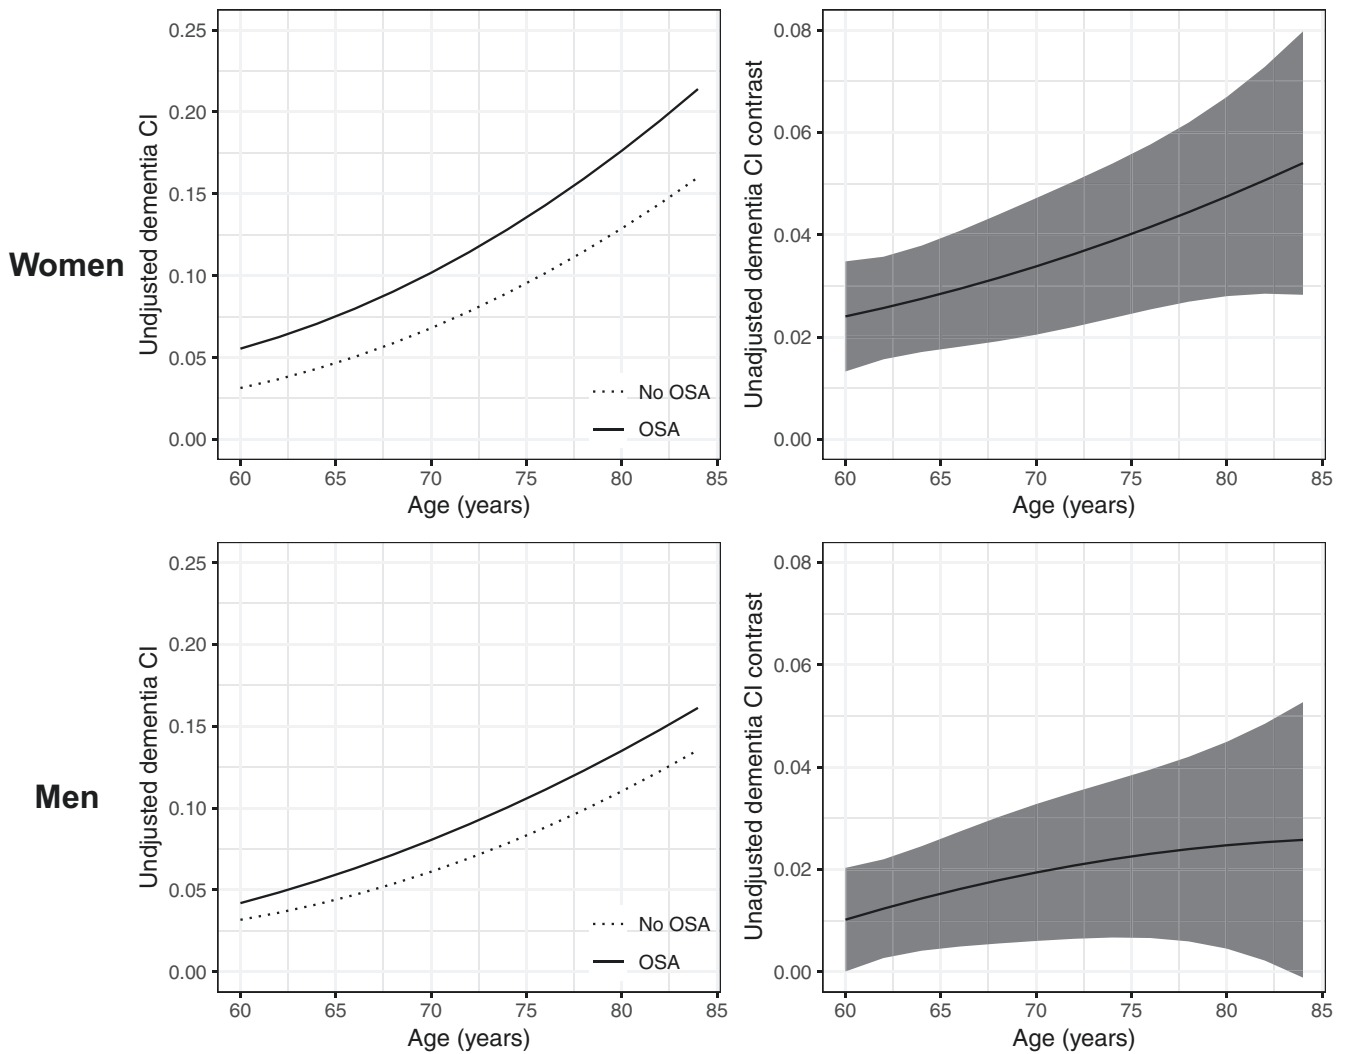 Women
Undjusted dementia CI
0.25
0.20
0.15
0.10
0.05
0.00
No OSA
OSA
60 65 70 75 80 85
Age (years)
Unadjusted dementia CI contrast
0.08
0.06
0.04
0.02
0.00
60 65 70 75 80 85
Age (years)
Men
Undjusted dementia CI
0.25
0.20
0.15
0.10
0.05
0.00
No OSA
OSA
60 65 70 75 80 85
Age (years)
Unadjusted dementia CI contrast
0.08
0.06
0.04
0.02
0.00
60 65 70 75 80 85
Age (years)